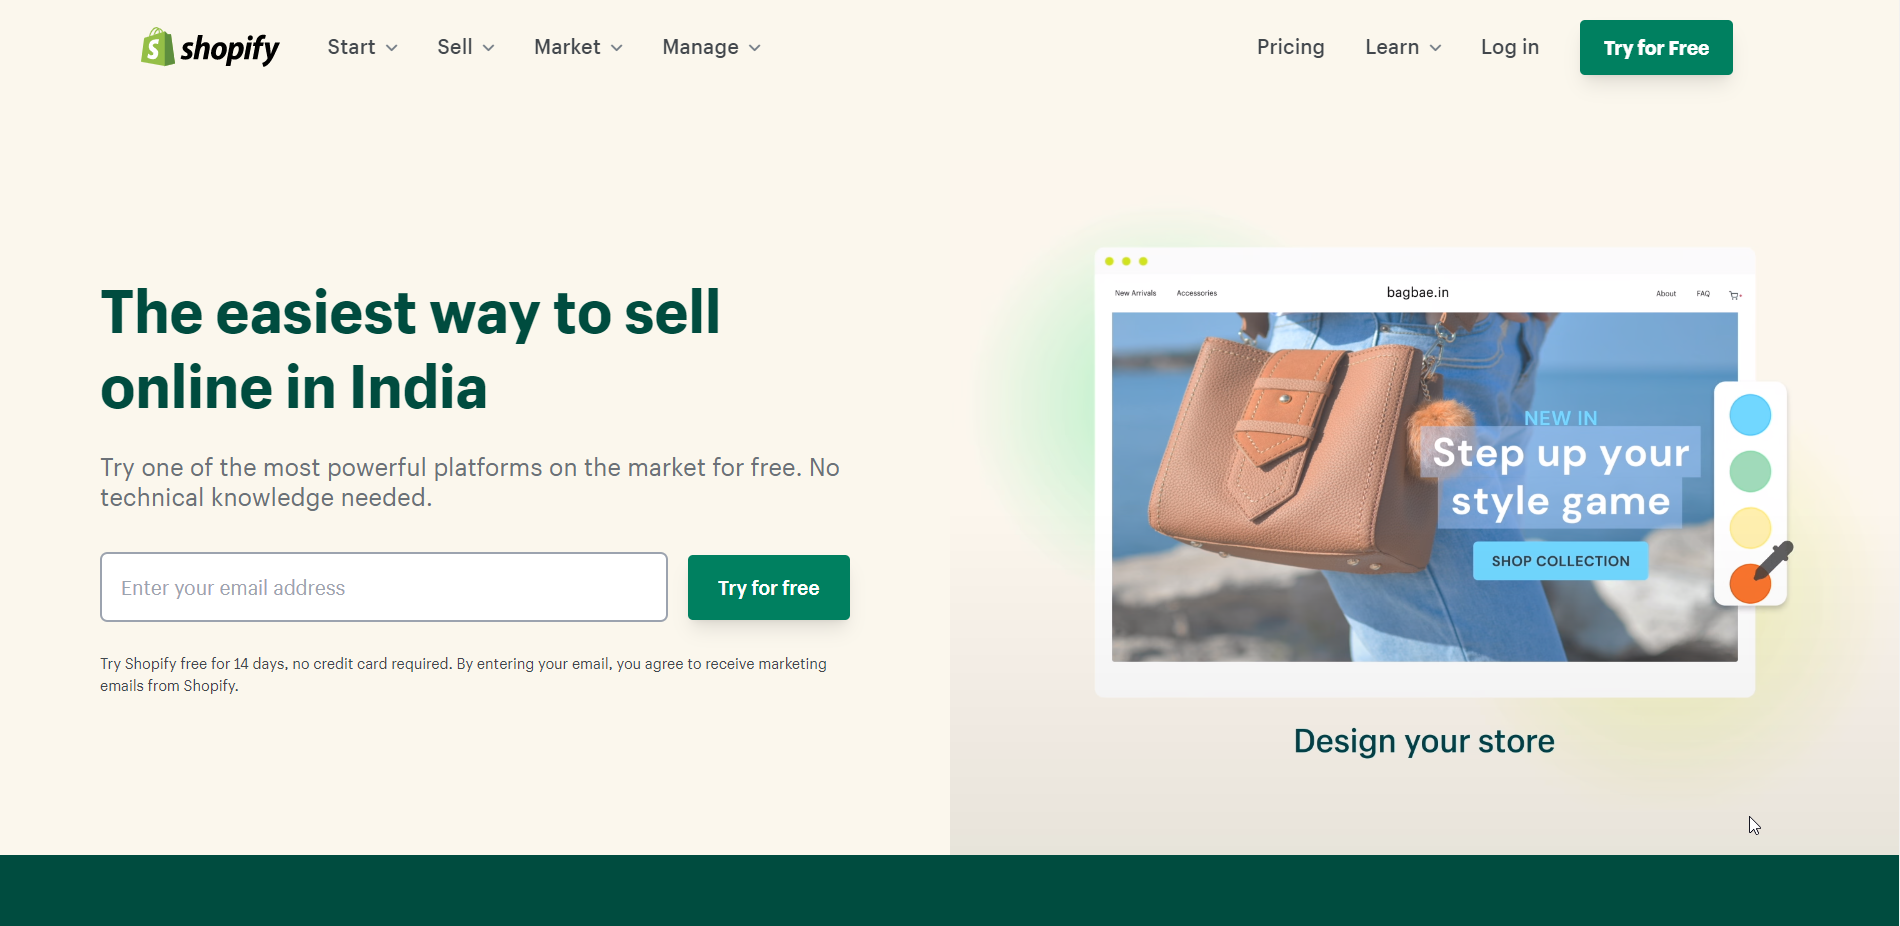 shopify
Start
Sell
Market
Manage
Pricing
Learn
Log in
Try for Free
The easiest way to sell
online in India
Try one of the most powerful platforms on the market for free. No
technical knowledge needed.
Enter your email address
Try for free
Try Shopify free for 14 days, no credit card required. By entering your email, you agree to receive marketing
emails from Shopify.
New Arrivals
Accessories
bagbae.in
About
FAQ
NEW IN
Step up your
style game
SHOP COLLECTION
Design your store